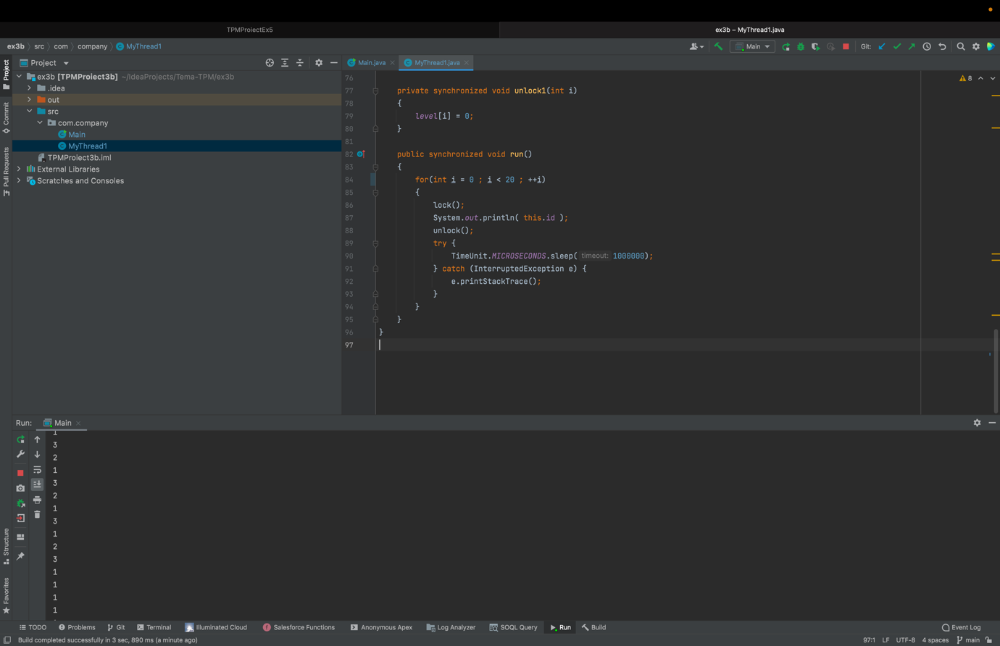 TPMProiectEx5
ex3b – MyThread1.java
ex3b src com company MyThread1
Main
Git:
Project
Main.java
MyThread1.java
ex3b [TPMProiect3b] ~/IdeaProjects/Tema-TPM/ex3b
.idea
out
src
com.company
Main
MyThread1
TPMProiect3b.iml
External Libraries
Scratches and Consoles
Project
Commit
Pull Requests
Structure
Favorites
8
76
77 private synchronized void unlock1(int i)
78 {
79 level[i] = 0;
80 }
81
82 public synchronized void run()
83 {
84 for(int i = 0 ; i < 20 ; ++i)
85 {
86 lock();
87 System.out.println( this.id );
88 unlock();
89 try {
90 TimeUnit.MICROSECONDS.sleep( timeout: 1000000);
91 } catch (InterruptedException e) {
92 e.printStackTrace();
93 }
94 }
95 }
96 }
97
Run: Main
1
3
2
1
3
2
1
3
1
2
3
1
1
1
1
TODO Problems Git Terminal Illuminated Cloud Salesforce Functions Anonymous Apex Log Analyzer SOQL Query Run Build Event Log
Build completed successfully in 3 sec, 890 ms (a minute ago) 97:1 LF UTF-8 4 spaces main